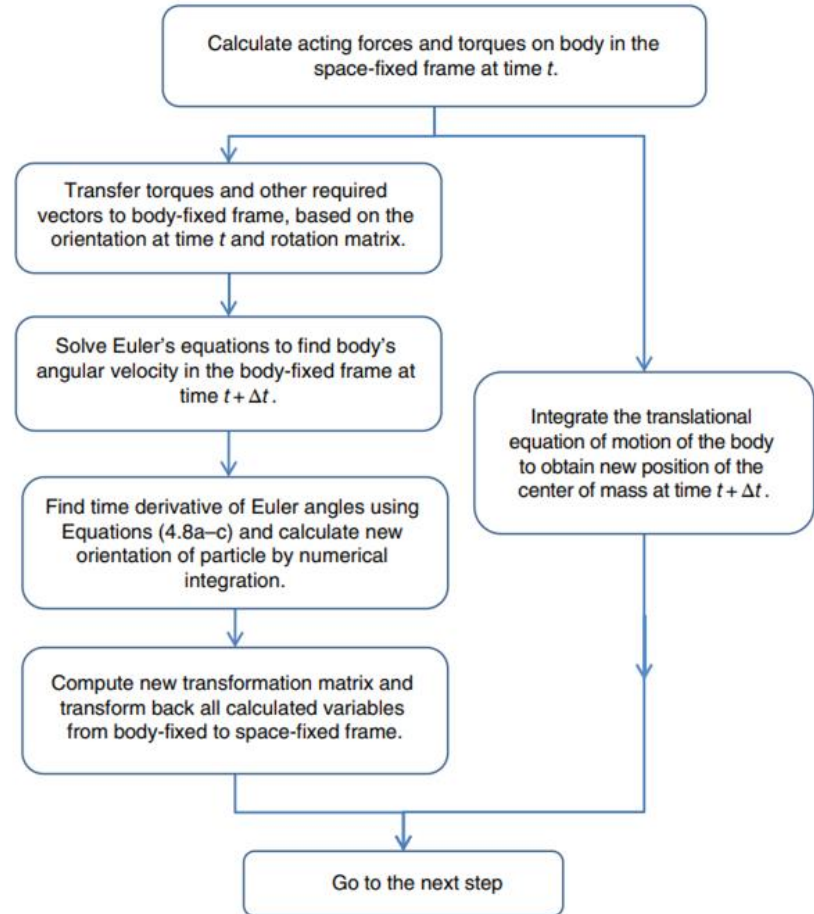 Calculate acting forces and torques on body in the
space-fixed frame at time t.
Transfer torques and other required
vectors to body-fixed frame, based on the
orientation at time t and rotation matrix.
Solve Euler's equations to find body's
angular velocity in the body-fixed frame at
time t + Δt .
Find time derivative of Euler angles using
Equations (4.8a–c) and calculate new
orientation of particle by numerical
integration.
Compute new transformation matrix and
transform back all calculated variables
from body-fixed to space-fixed frame.
Integrate the translational
equation of motion of the body
to obtain new position of the
center of mass at time t + Δt .
Go to the next step